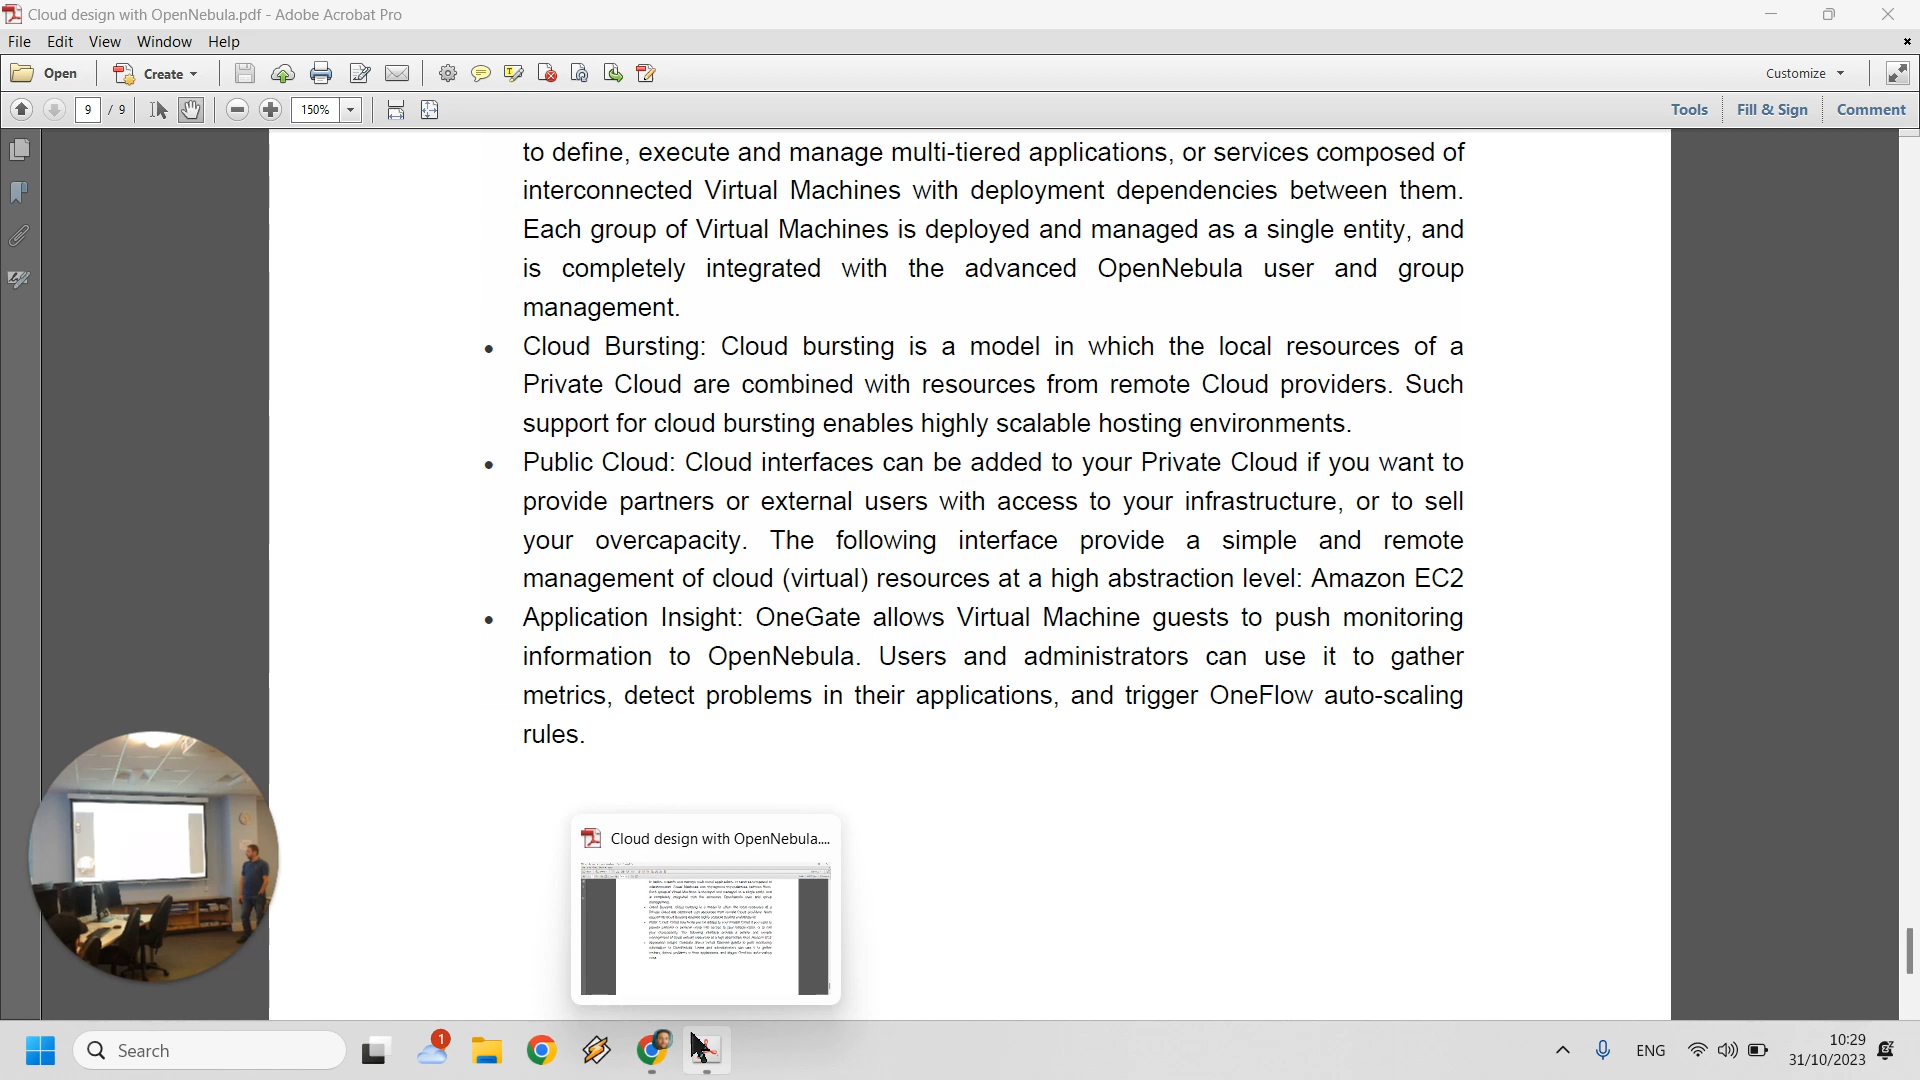 Cloud design with OpenNebula.pdf - Adobe Acrobat Pro
File Edit View Window Help
Open Create Customize
9 / 9 150% Tools Fill & Sign Comment
to define, execute and manage multi-tiered applications, or services composed of
interconnected Virtual Machines with deployment dependencies between them.
Each group of Virtual Machines is deployed and managed as a single entity, and
is completely integrated with the advanced OpenNebula user and group
management.
• Cloud Bursting: Cloud bursting is a model in which the local resources of a
Private Cloud are combined with resources from remote Cloud providers. Such
support for cloud bursting enables highly scalable hosting environments.
• Public Cloud: Cloud interfaces can be added to your Private Cloud if you want to
provide partners or external users with access to your infrastructure, or to sell
your overcapacity. The following interface provide a simple and remote
management of cloud (virtual) resources at a high abstraction level: Amazon EC2
• Application Insight: OneGate allows Virtual Machine guests to push monitoring
information to OpenNebula. Users and administrators can use it to gather
metrics, detect problems in their applications, and trigger OneFlow auto-scaling
rules.
Cloud design with OpenNebula....
Search
1
ENG
10:29
31/10/2023